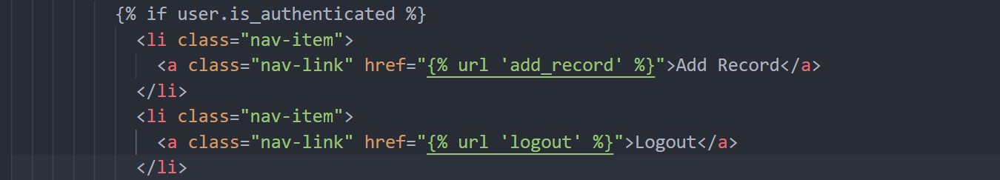 {% if user.is_authenticated %}
<li class="nav-item">
<a class="nav-link" href="{% url 'add_record' %}">Add Record</a>
</li>
<li class="nav-item">
<a class="nav-link" href="{% url 'logout' %}">Logout</a>
</li>